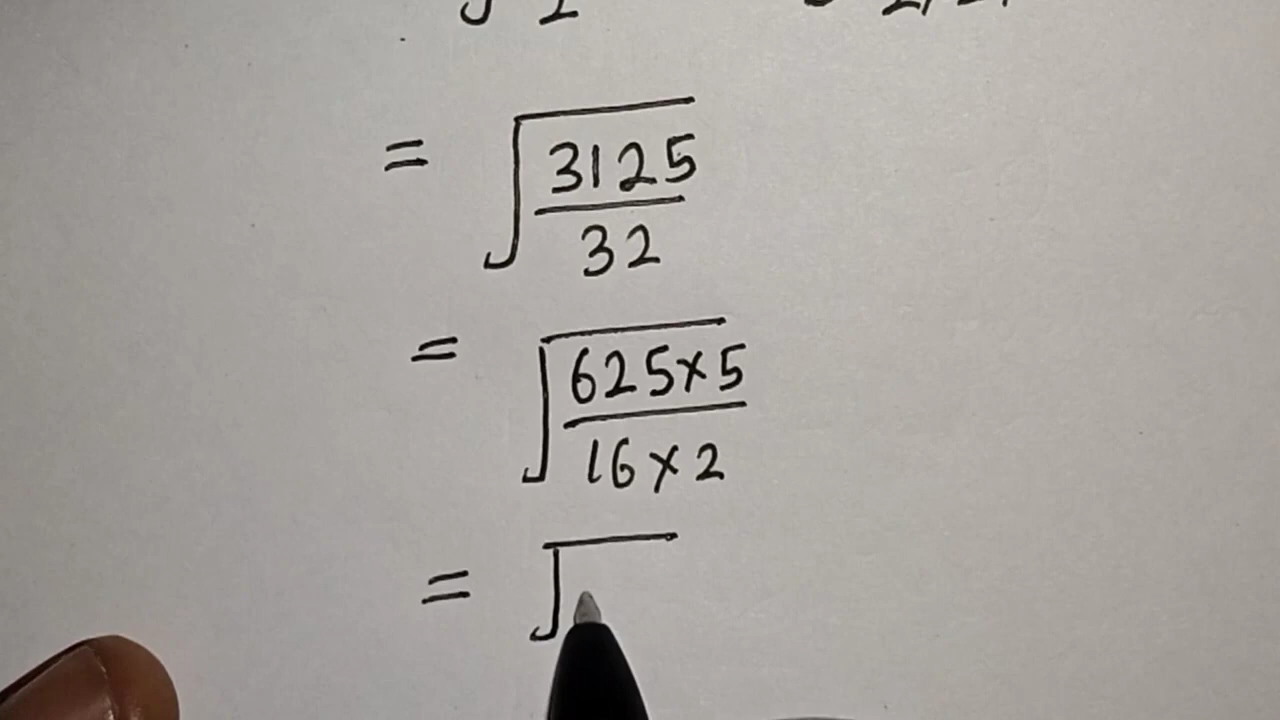 = √(3125/32)
= √(625×5/16×2)
= √